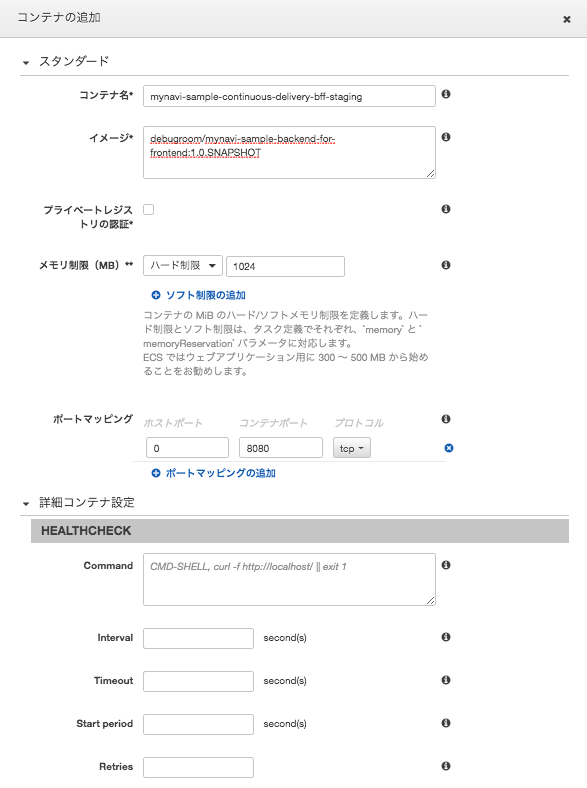 コンテナの追加
スタンダード
コンテナ名*
mynavi-sample-continuous-delivery-bff-staging
イメージ*
debugroom/mynavi-sample-backend-for-
frontend:1.0.SNAPSHOT
プライベートレジス
トリの認証*
メモリ制限（MB）**
ハード制限
1024
ソフト制限の追加
コンテナの MiB のハード/ソフトメモリ制限を定義します。ハー
ド制限とソフト制限は、タスク定義でそれぞれ、`memory` と `
memoryReservation` パラメータに対応します。
ECS ではウェブアプリケーション用に 300 〜 500 MB から始め
ることをお勧めします。
ポートマッピング
ホストポート
コンテナポート
プロトコル
0
8080
tcp
ポートマッピングの追加
詳細コンテナ設定
HEALTHCHECK
Command
CMD-SHELL, curl -f http://localhost/ || exit 1
Interval
second(s)
Timeout
second(s)
Start period
second(s)
Retries